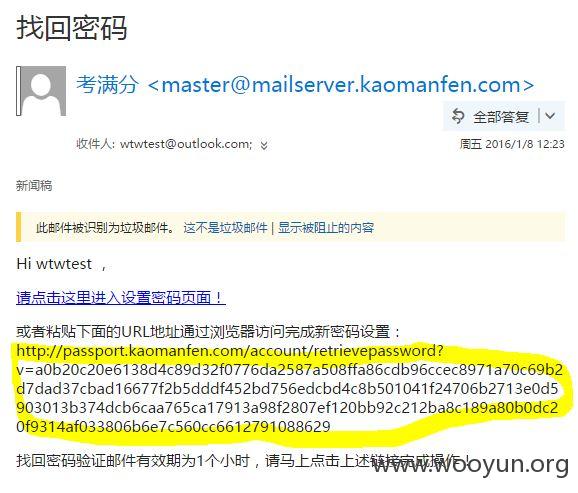 找回密码
考满分 <master@mailserver.kaomanfen.com>
全部答复
收件人: wtwtest@outlook.com;
周五 2016/1/8 12:23
新闻稿
此邮件被识别为垃圾邮件。 这不是垃圾邮件 | 显示被阻止的内容
Hi wtwtest ，
请点击这里进入设置密码页面！
或者粘贴下面的URL地址通过浏览器访问完成新密码设置：
http://passport.kaomanfen.com/account/retrievepassword?
v=a0b20c20e6138d4c89d32f0776da2587a508ffa86cdb96ccec8971a70c69b2
d7dad37cbad16677f2b5dddf452bd756edcbd4c8b501041f24706b2713e0d5
903013b374dcb6caa765ca17913a98f2807ef120bb92c212ba8c189a80b0dc2
0f9314af033806b6e7c560cc6612791088629
找回密码验证邮件有效期为1个小时，请马上点击上述链接完成操作！
www.wooyun.org